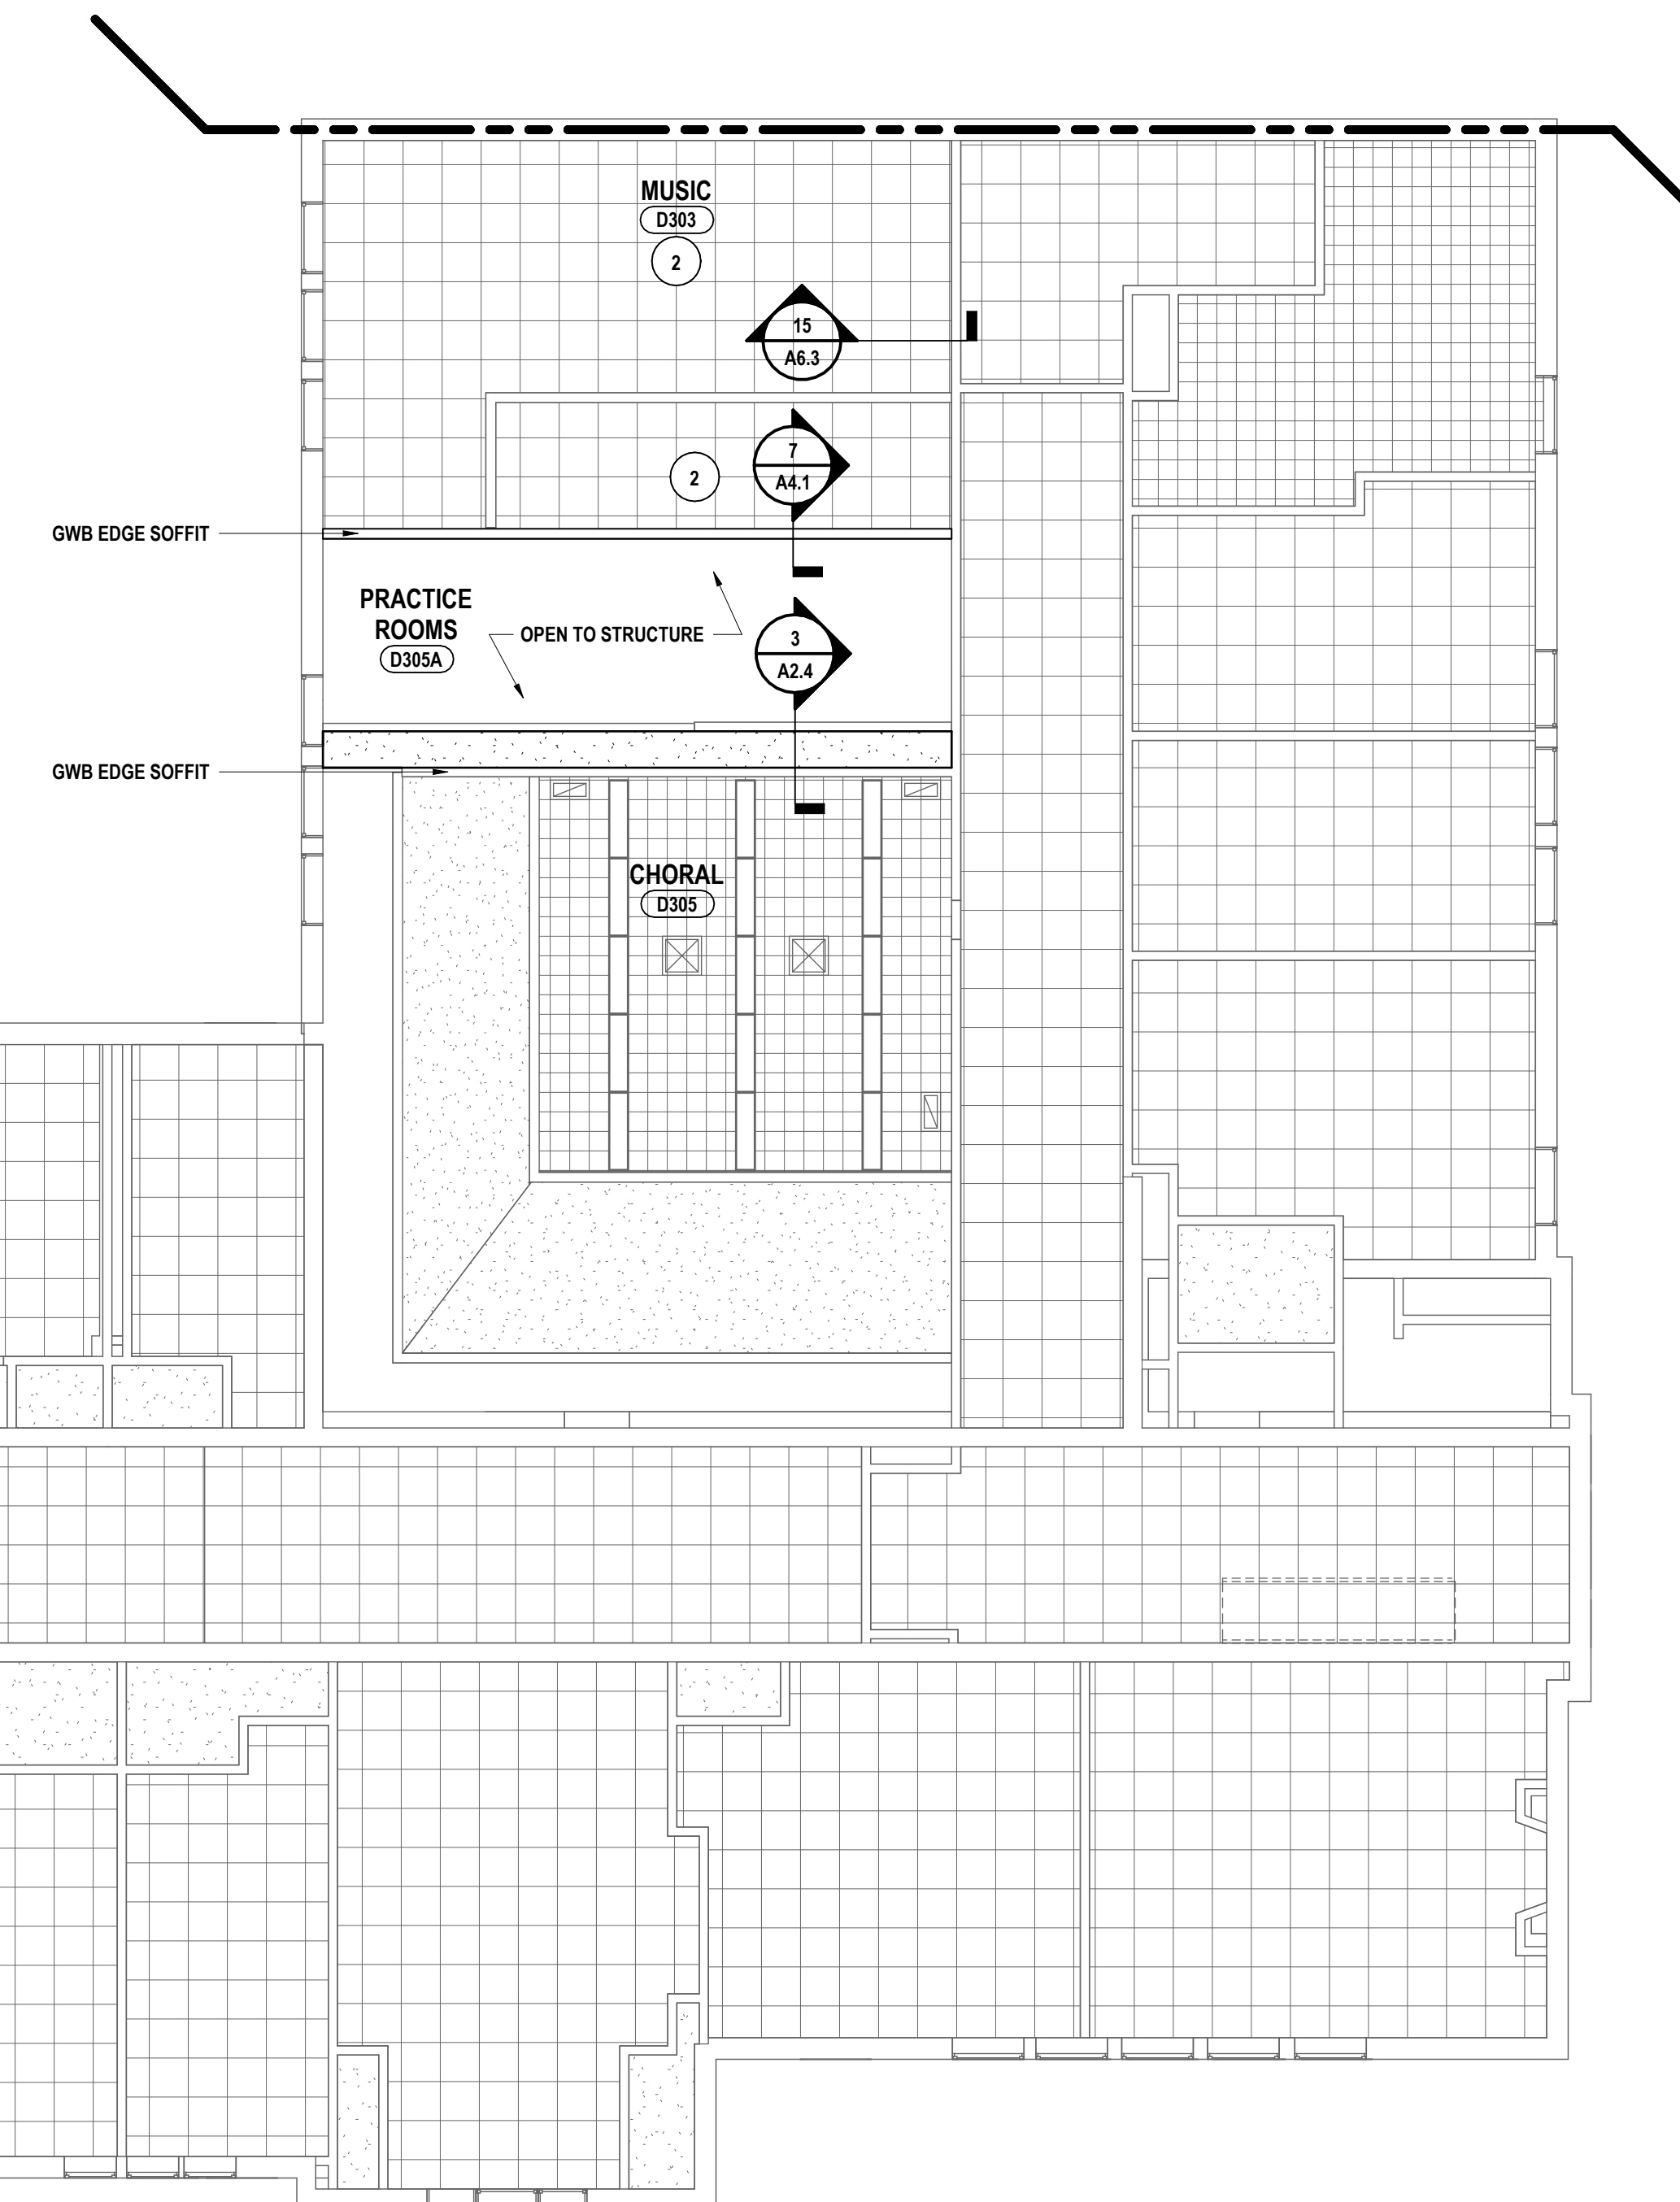 MUSIC
D303
2
15
A6.3
7
A4.1
2
GWB EDGE SOFFIT
PRACTICE
ROOMS
D305A
OPEN TO STRUCTURE
3
A2.4
GWB EDGE SOFFIT
CHORAL
D305